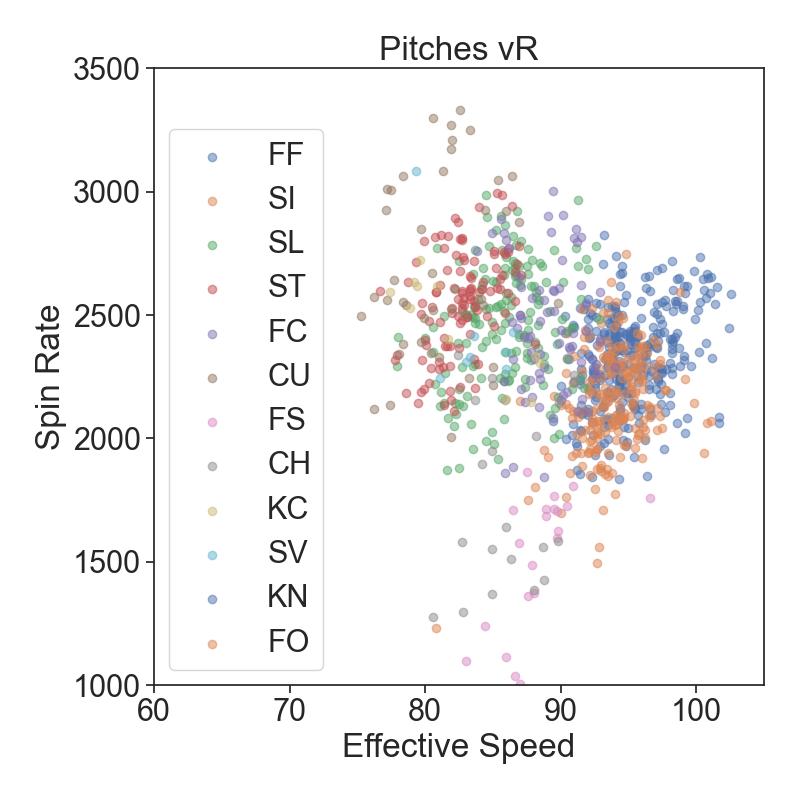 Pitches vR
3500
3000
2500
2000
1500
1000
Spin Rate
FF
SI
SL
ST
FC
CU
FS
CH
KC
SV
KN
FO
60 70 80 90 100
Effective Speed